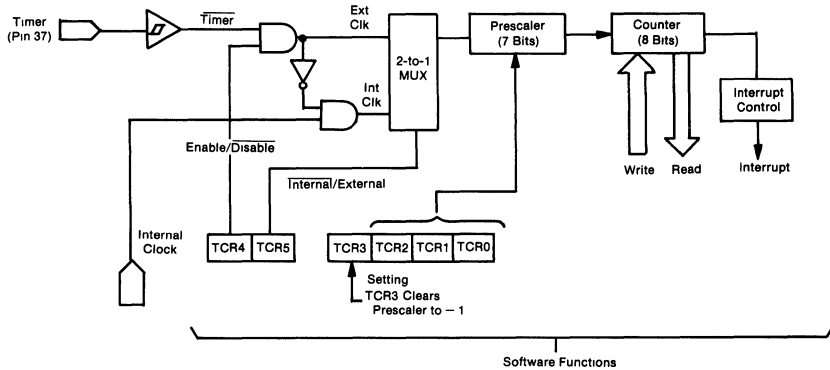 Timer
(Pin 37)
Timer
Ext
Clk
2-to-1
MUX
Prescaler
(7 Bits)
Counter
(8 Bits)
Int
Clk
Interrupt
Control
Enable/Disable
Internal/External
Write
Read
Interrupt
Internal
Clock
TCR4
TCR5
TCR3
TCR2
TCR1
TCR0
Setting
TCR3 Clears
Prescaler to – 1
Software Functions